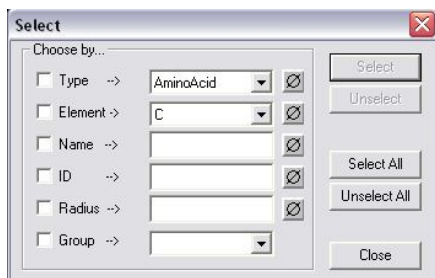 Select
Choose by...
Type --> AminoAcid Ø
Element -> C Ø
Name --> Ø
ID --> Ø
Radius --> Ø
Group -->
Select
Unselect
Select All
Unselect All
Close